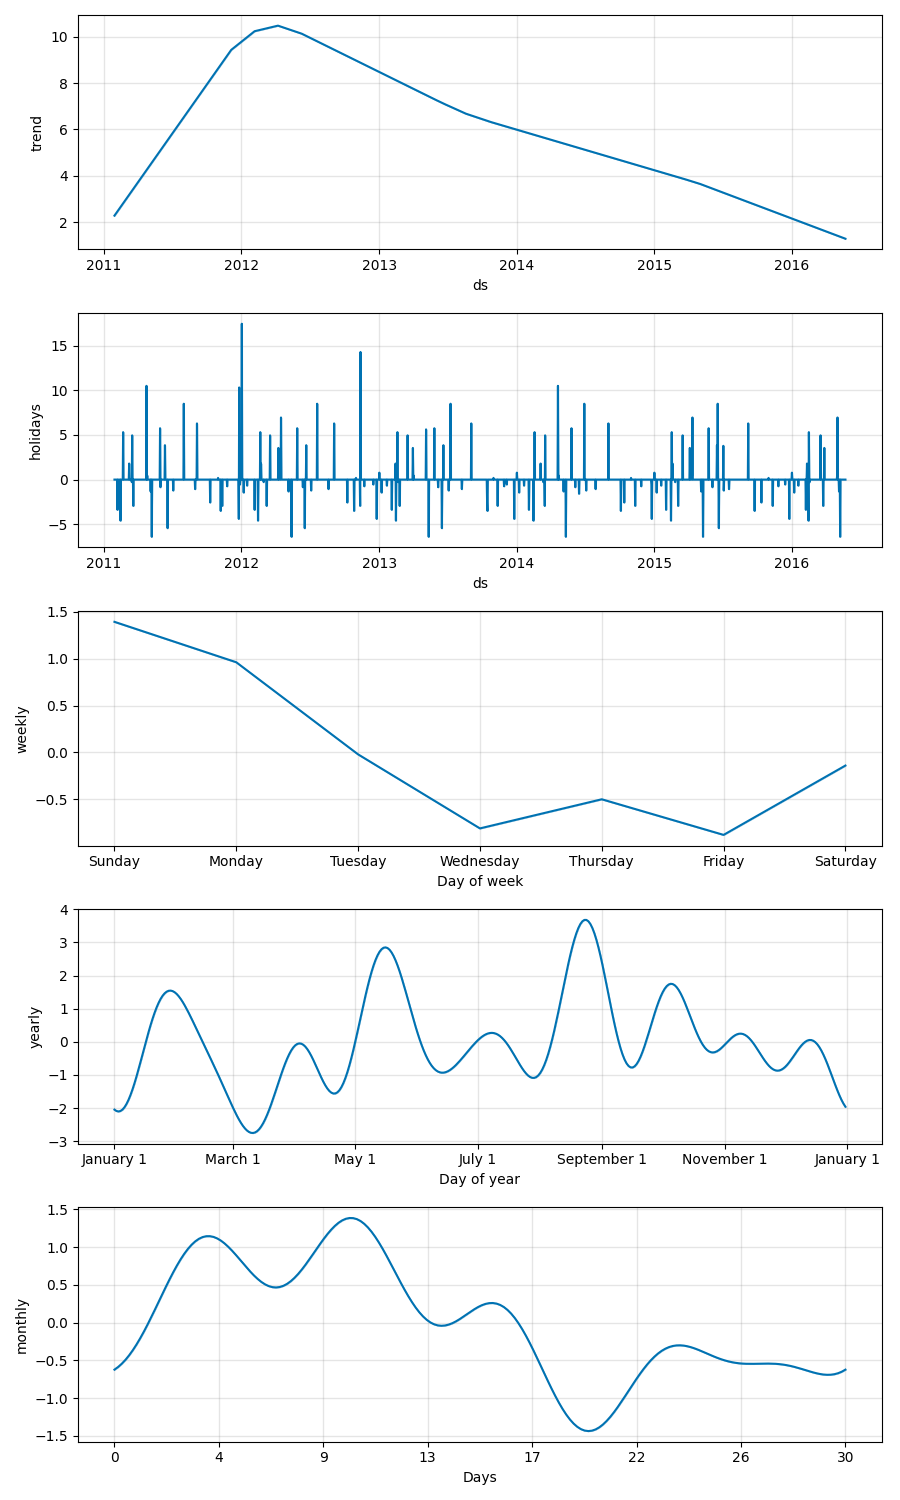 10
8
6
4
2
trend
2011 2012 2013 2014 2015 2016
ds
15
10
5
0
−5
holidays
2011 2012 2013 2014 2015 2016
ds
1.5
1.0
0.5
0.0
−0.5
weekly
Sunday Monday Tuesday Wednesday Thursday Friday Saturday
Day of week
4
3
2
1
0
−1
−2
−3
yearly
January 1 March 1 May 1 July 1 September 1 November 1 January 1
Day of year
1.5
1.0
0.5
0.0
−0.5
−1.0
−1.5
monthly
0 4 9 13 17 22 26 30
Days